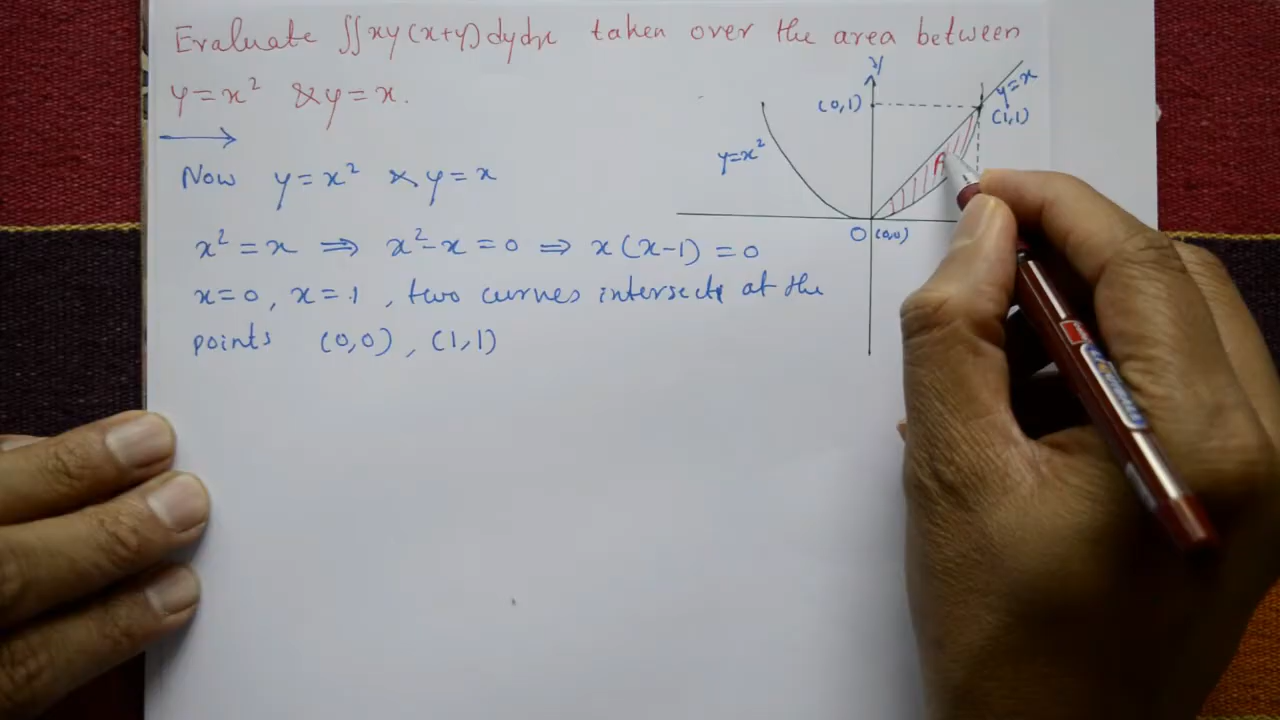 Evaluate ∬xy(x+y)dydx taken over the area between
y=x² & y=x.
Now y=x² & y=x
x²=x ⇒ x²-x=0 ⇒ x(x-1)=0
x=0, x=1, two curves intersect at the
points (0,0), (1,1)
y
y=x
(0,1)
(1,1)
y=x²
A
O (0,0)